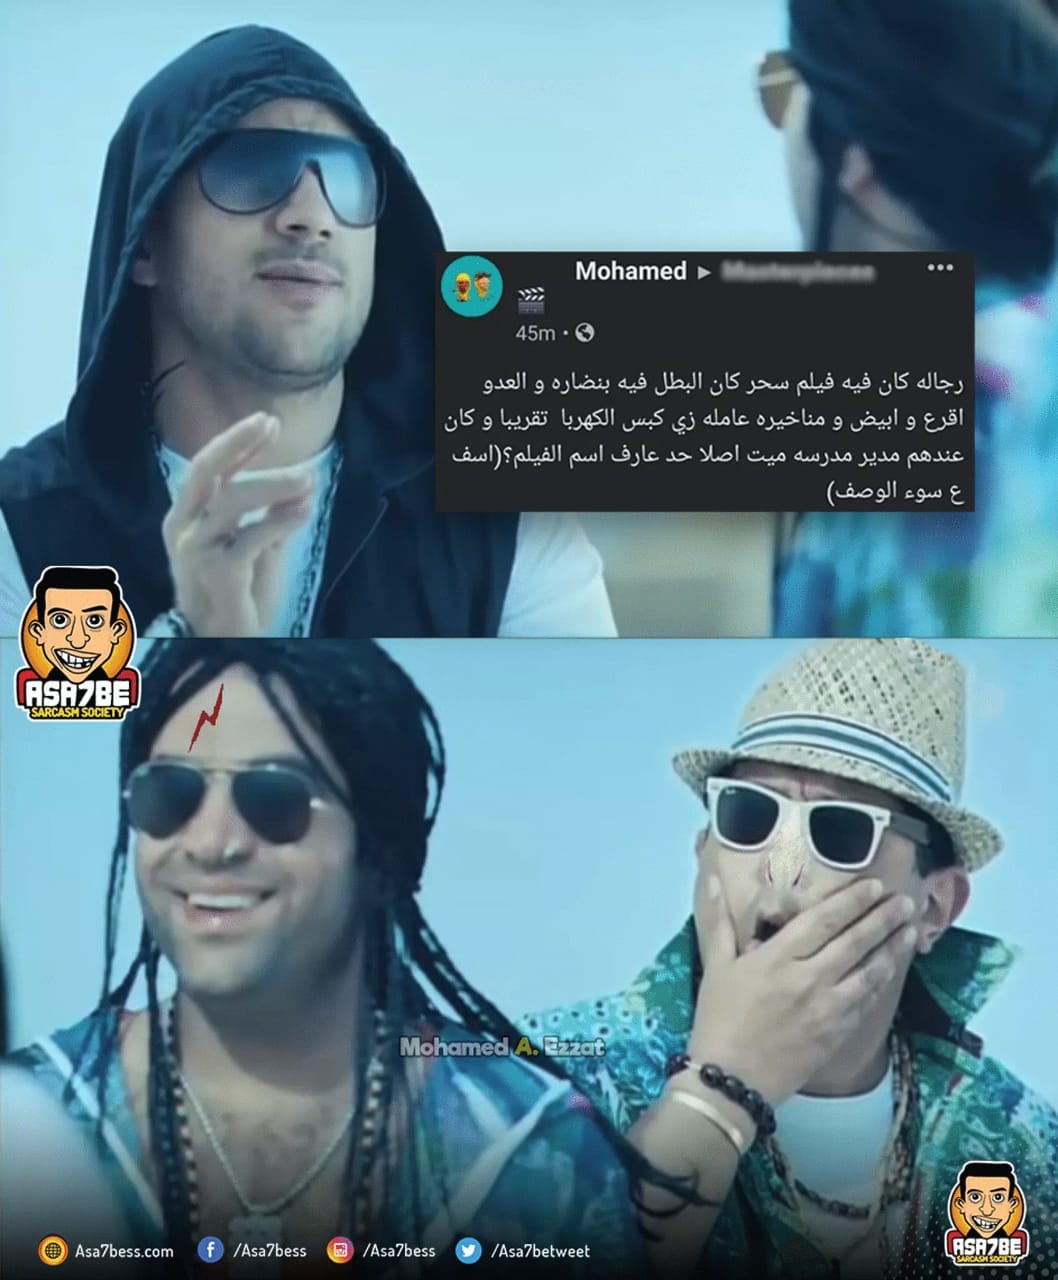 Mohamed
45m
رجاله كان فيه فيلم سحر كان البطل فيه بنضاره و العدو
اقرع و ابيض و مناخيره عامله زي كبس الكهربا تقريبا و كان
عندهم مدير مدرسه ميت اصلا حد عارف اسم الفيلم؟(اسف
ع سوء الوصف)
ASA7BE
SARCASM SOCIETY
Mohamed A. Ezzat
Asa7bess.com
/Asa7bess
/Asa7bess
/Asa7betweet
ASA7BE
SARCASM SOCIETY